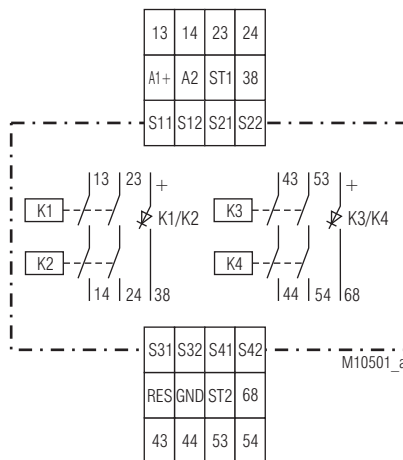 13 14 23 24
A1+ A2 ST1 38
S11 S12 S21 S22
13 23 + 43 53 +
K1 K1/K2 K3 K3/K4
K2 K4
14 24 38 44 54 68
S31 S32 S41 S42
M10501_a
RES GND ST2 68
43 44 53 54